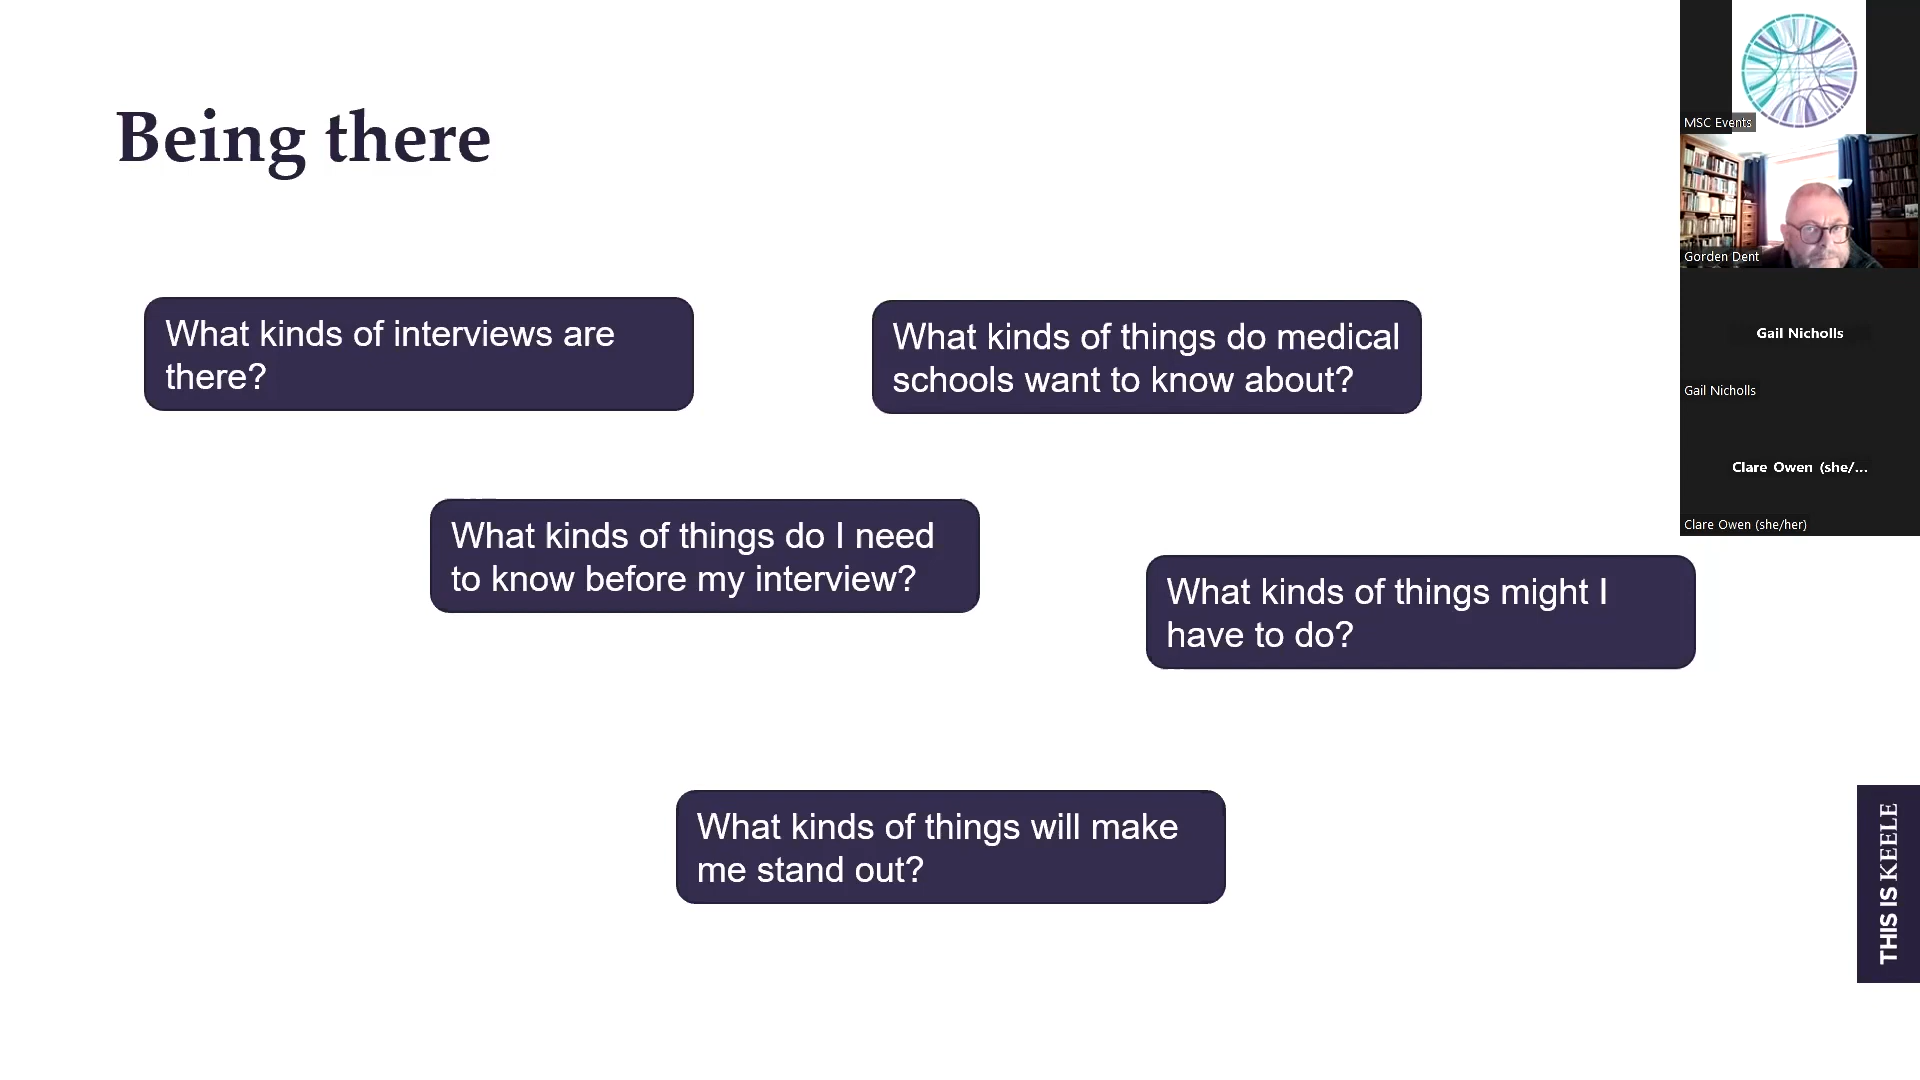 Being there
What kinds of interviews are
there?
What kinds of things do medical
schools want to know about?
What kinds of things do I need
to know before my interview?
What kinds of things might I
have to do?
What kinds of things will make
me stand out?
MSC Events
Gorden Dent
Gail Nicholls
Gail Nicholls
Clare Owen (she/...
Clare Owen (she/her)
THIS IS KEELE